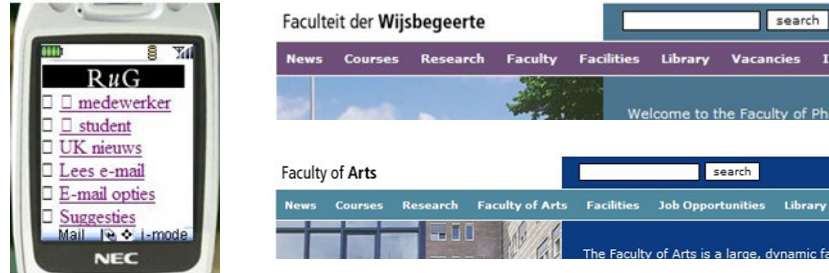 RuG
medewerker
student
UK nieuws
Lees e-mail
E-mail opties
Suggesties
Mail i-mode
NEC
Faculteit der Wijsbegeerte
search
News Courses Research Faculty Facilities Library Vacancies
Welcome to the Faculty of Ph
Faculty of Arts
search
News Courses Research Faculty of Arts Facilities Job Opportunities Library
The Faculty of Arts is a large, dynamic fa